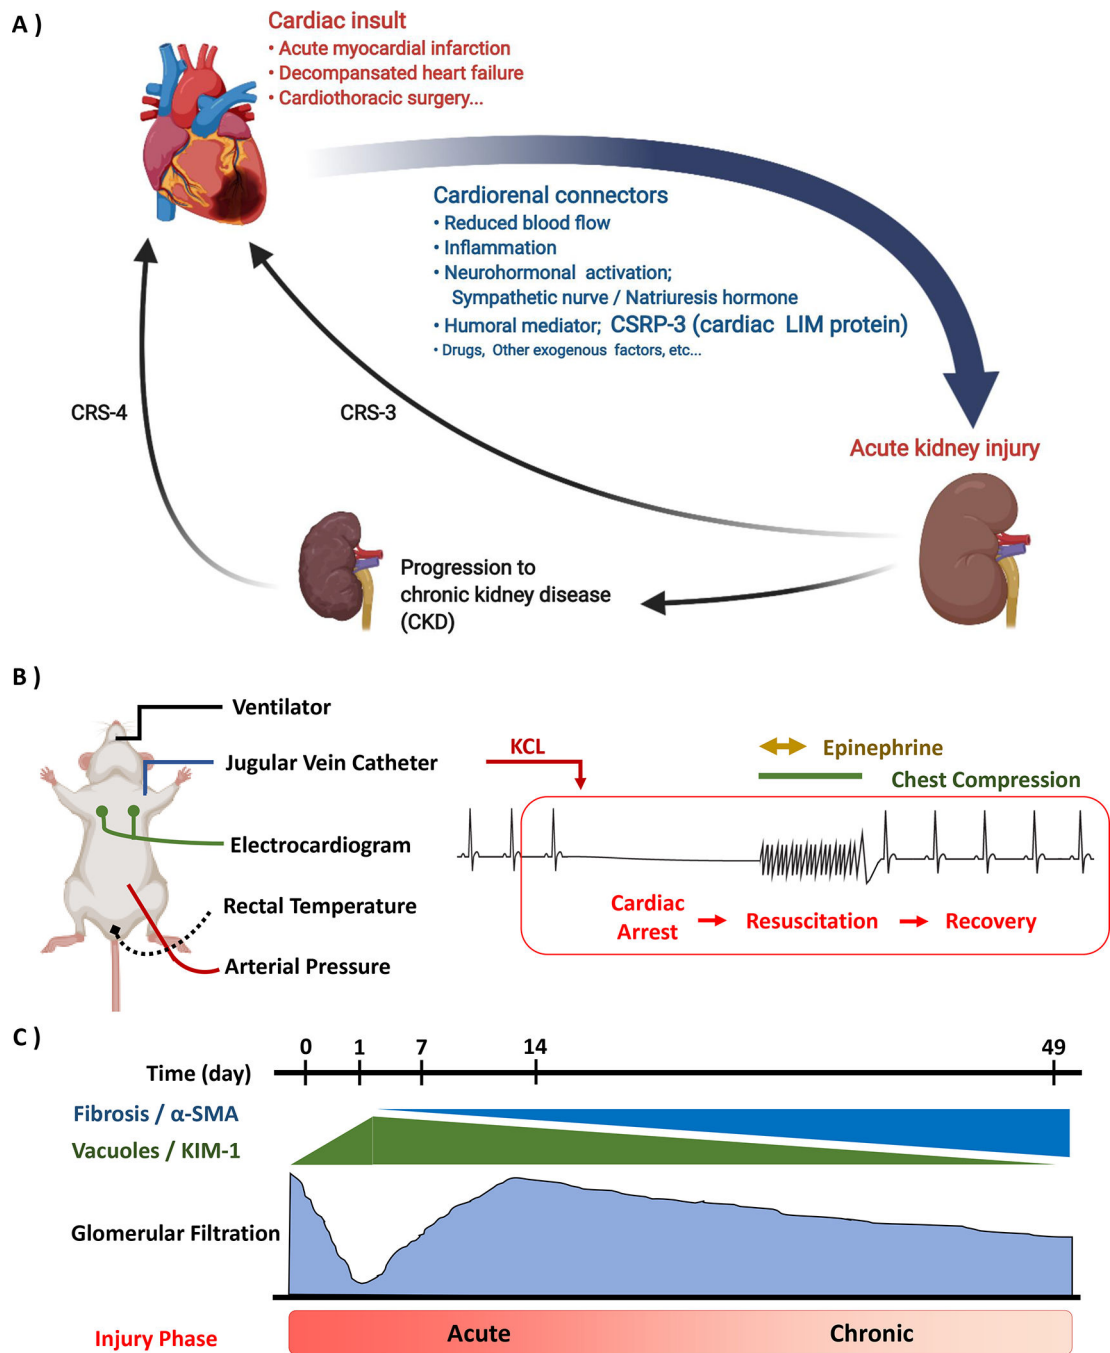 A )
Cardiac insult
• Acute myocardial infarction
• Decompansated heart failure
• Cardiothoracic surgery...
Cardiorenal connectors
• Reduced blood flow
• Inflammation
• Neurohormonal activation;
Sympathetic nerve / Natriuresis hormone
• Humoral mediator; CSRP-3 (cardiac LIM protein)
• Drugs, Other exogenous factors, etc...
CRS-4
CRS-3
Acute kidney injury
Progression to
chronic kidney disease
(CKD)
B )
Ventilator
Jugular Vein Catheter
Electrocardiogram
Rectal Temperature
Arterial Pressure
KCL
Epinephrine
Chest Compression
Cardiac
Arrest
Resuscitation
Recovery
C )
0 1 7 14 49
Time (day)
Fibrosis / α-SMA
Vacuoles / KIM-1
Glomerular Filtration
Injury Phase
Acute
Chronic